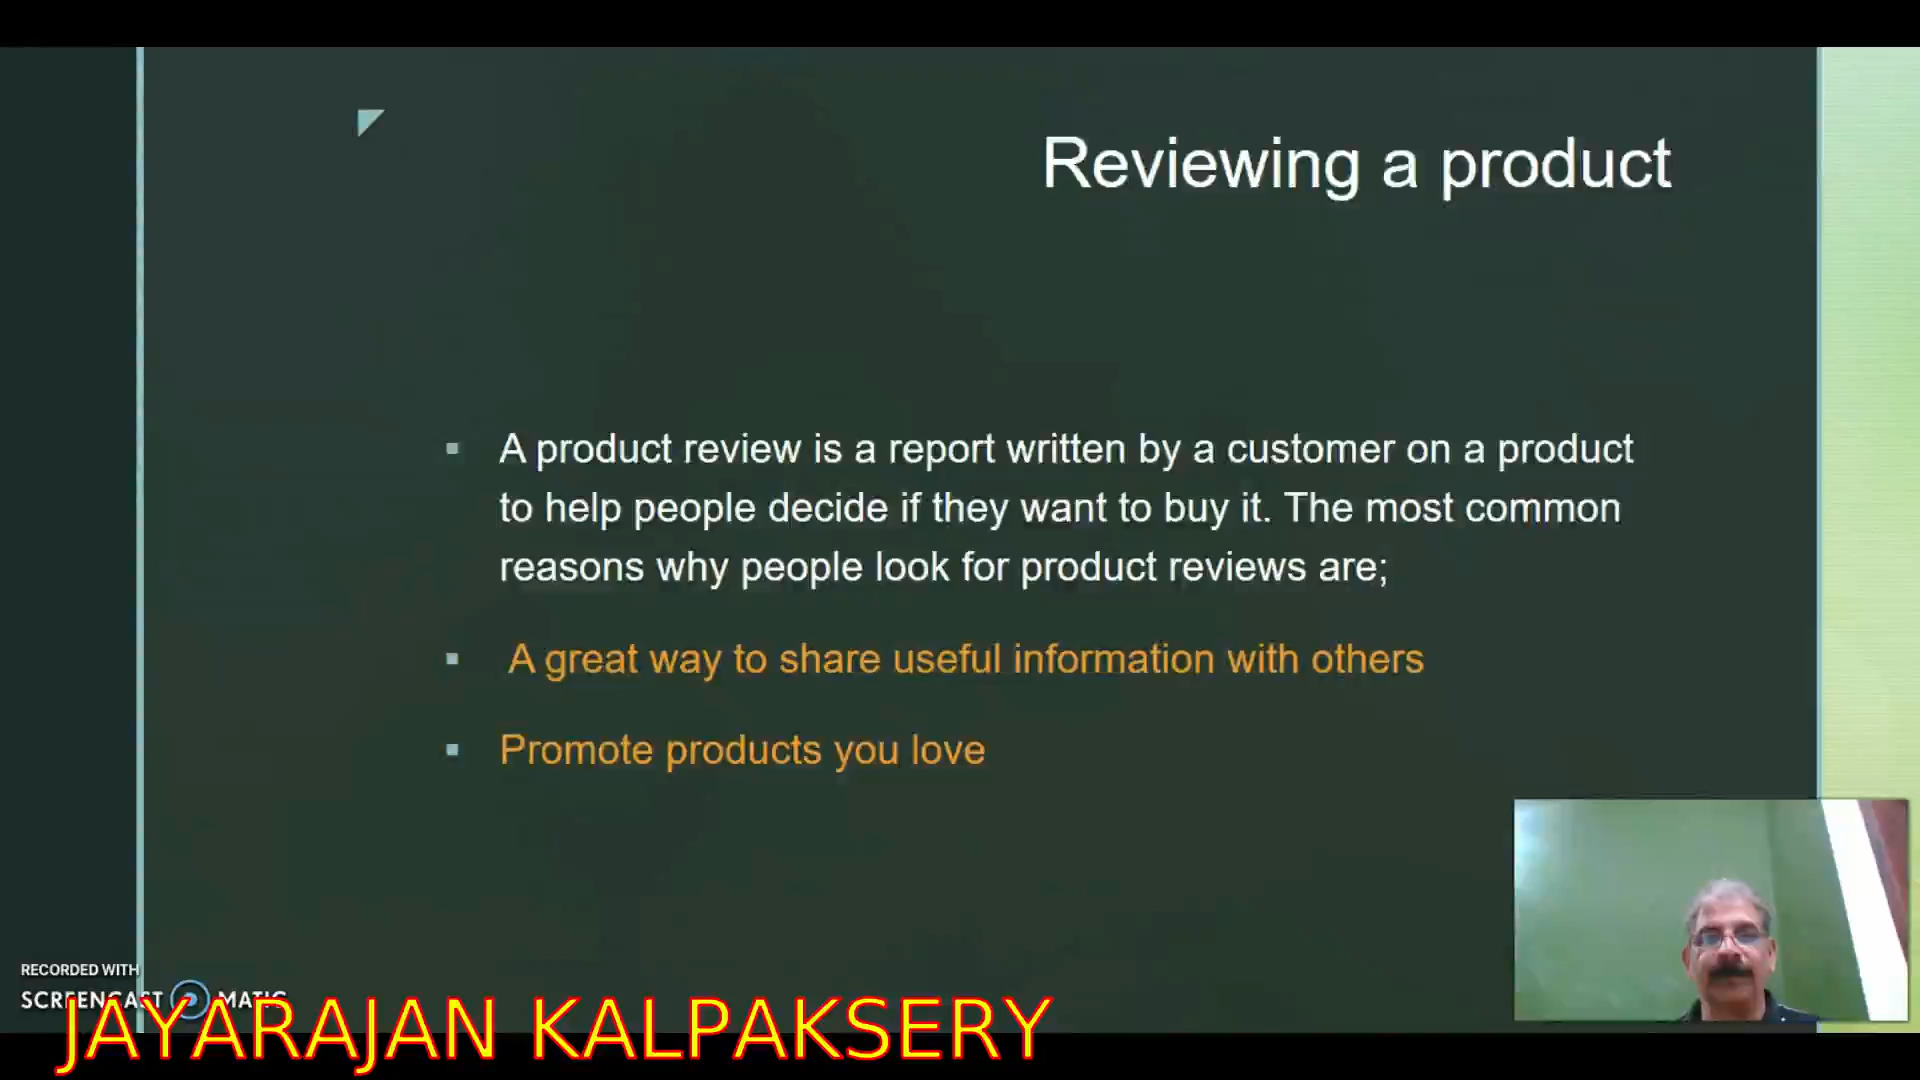 Reviewing a product
A product review is a report written by a customer on a product
to help people decide if they want to buy it. The most common
reasons why people look for product reviews are;
A great way to share useful information with others
Promote products you love
RECORDED WITH
SCREENCAST MATIC
JAYARAJAN KALPAKSERY